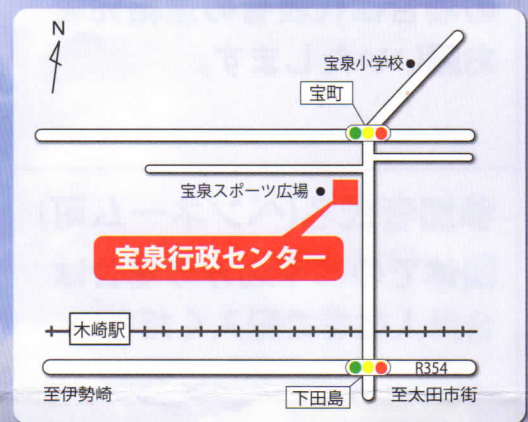 N
宝泉小学校
宝町
宝泉スポーツ広場
宝泉行政センター
木崎駅
R354
至伊勢崎
下田島
至太田市街